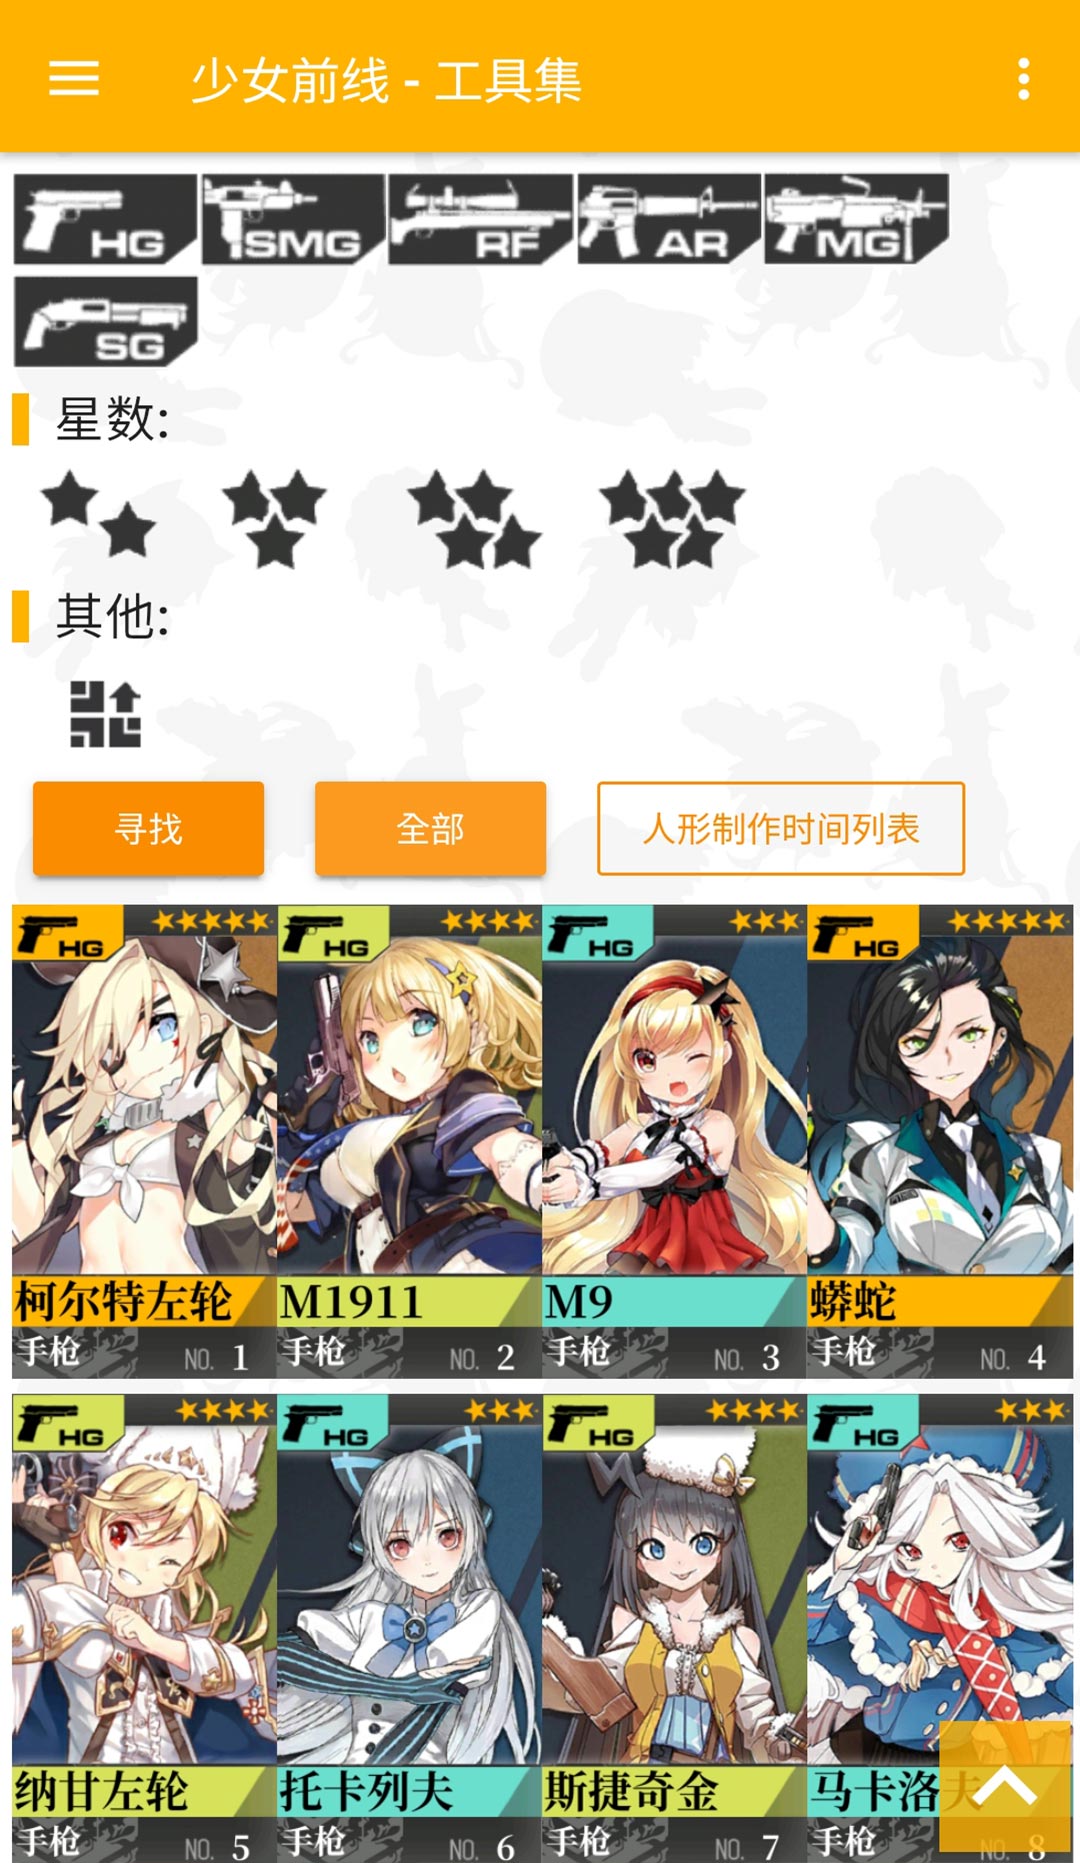 少女前线 - 工具集
HG SMG RF AR MG
SG
星数:
其他:
寻找 全部 人形制作时间列表
HG HG HG HG
柯尔特左轮 M1911 M9 蟒蛇
手枪 NO. 1 手枪 NO. 2 手枪 NO. 3 手枪 NO. 4
HG HG HG HG
纳甘左轮 托卡列夫 斯捷奇金 马卡洛夫
手枪 NO. 5 手枪 NO. 6 手枪 NO. 7 手枪 NO. 8